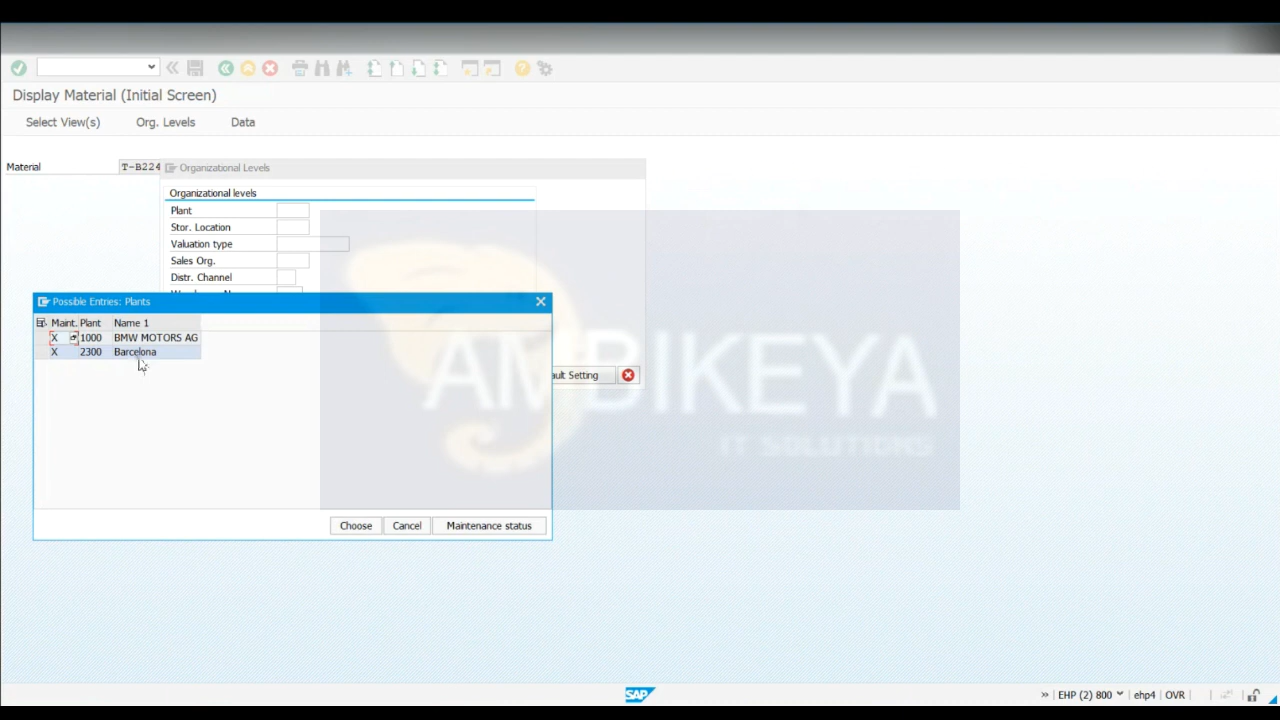 Display Material (Initial Screen)
Select View(s) Org. Levels Data
Material T-B224
Organizational Levels
Organizational levels
Plant
Stor. Location
Valuation type
Sales Org.
Distr. Channel
Possible Entries: Plants
Maint. Plant Name 1
X 1000 BMW MOTORS AG
X 2300 Barcelona
ault Setting
Choose Cancel Maintenance status
AMBIKEYA
IT SOLUTIONS
SAP
EHP (2) 800 ehp4 OVR